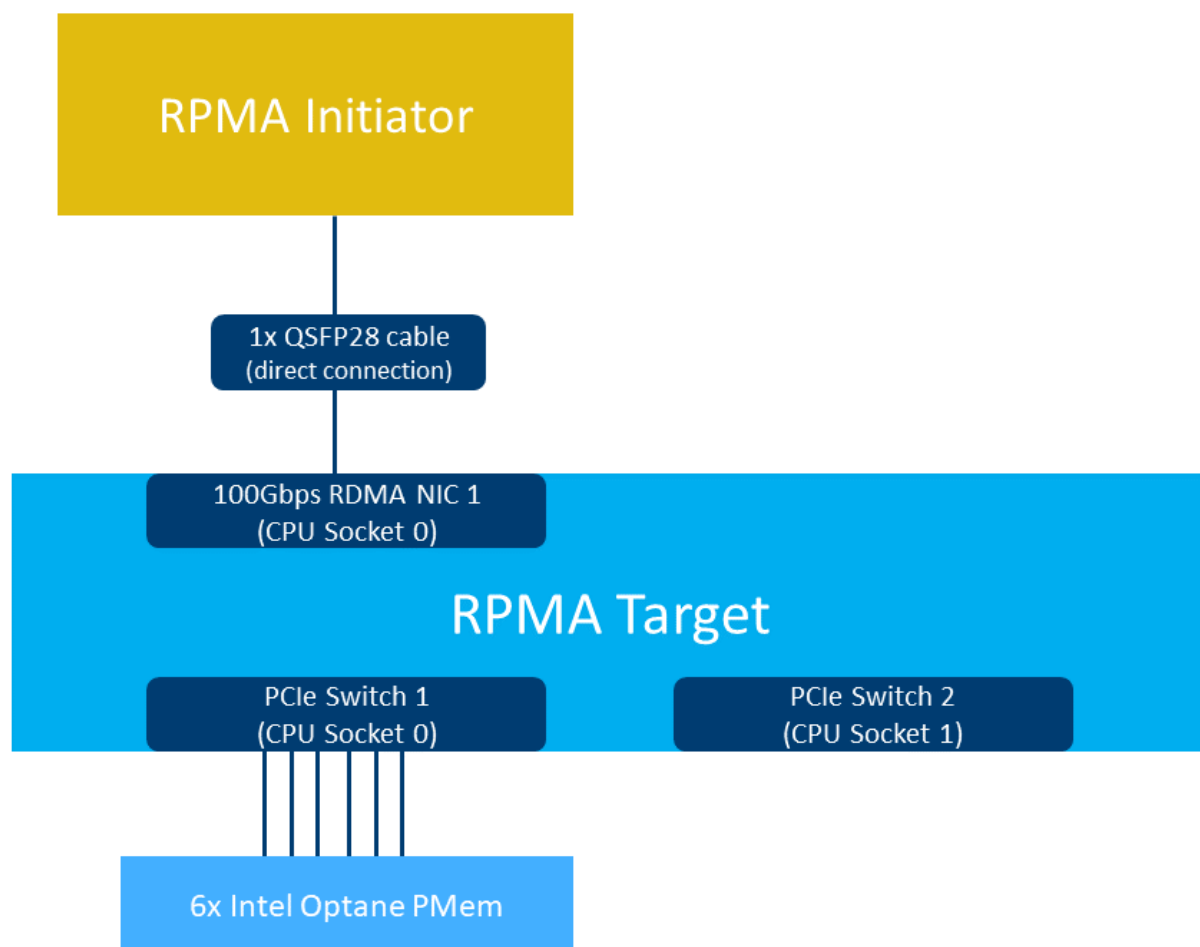 RPMA Initiator
1x QSFP28 cable
(direct connection)
100Gbps RDMA NIC 1
(CPU Socket 0)
RPMA Target
PCIe Switch 1
(CPU Socket 0)
PCIe Switch 2
(CPU Socket 1)
6x Intel Optane PMem